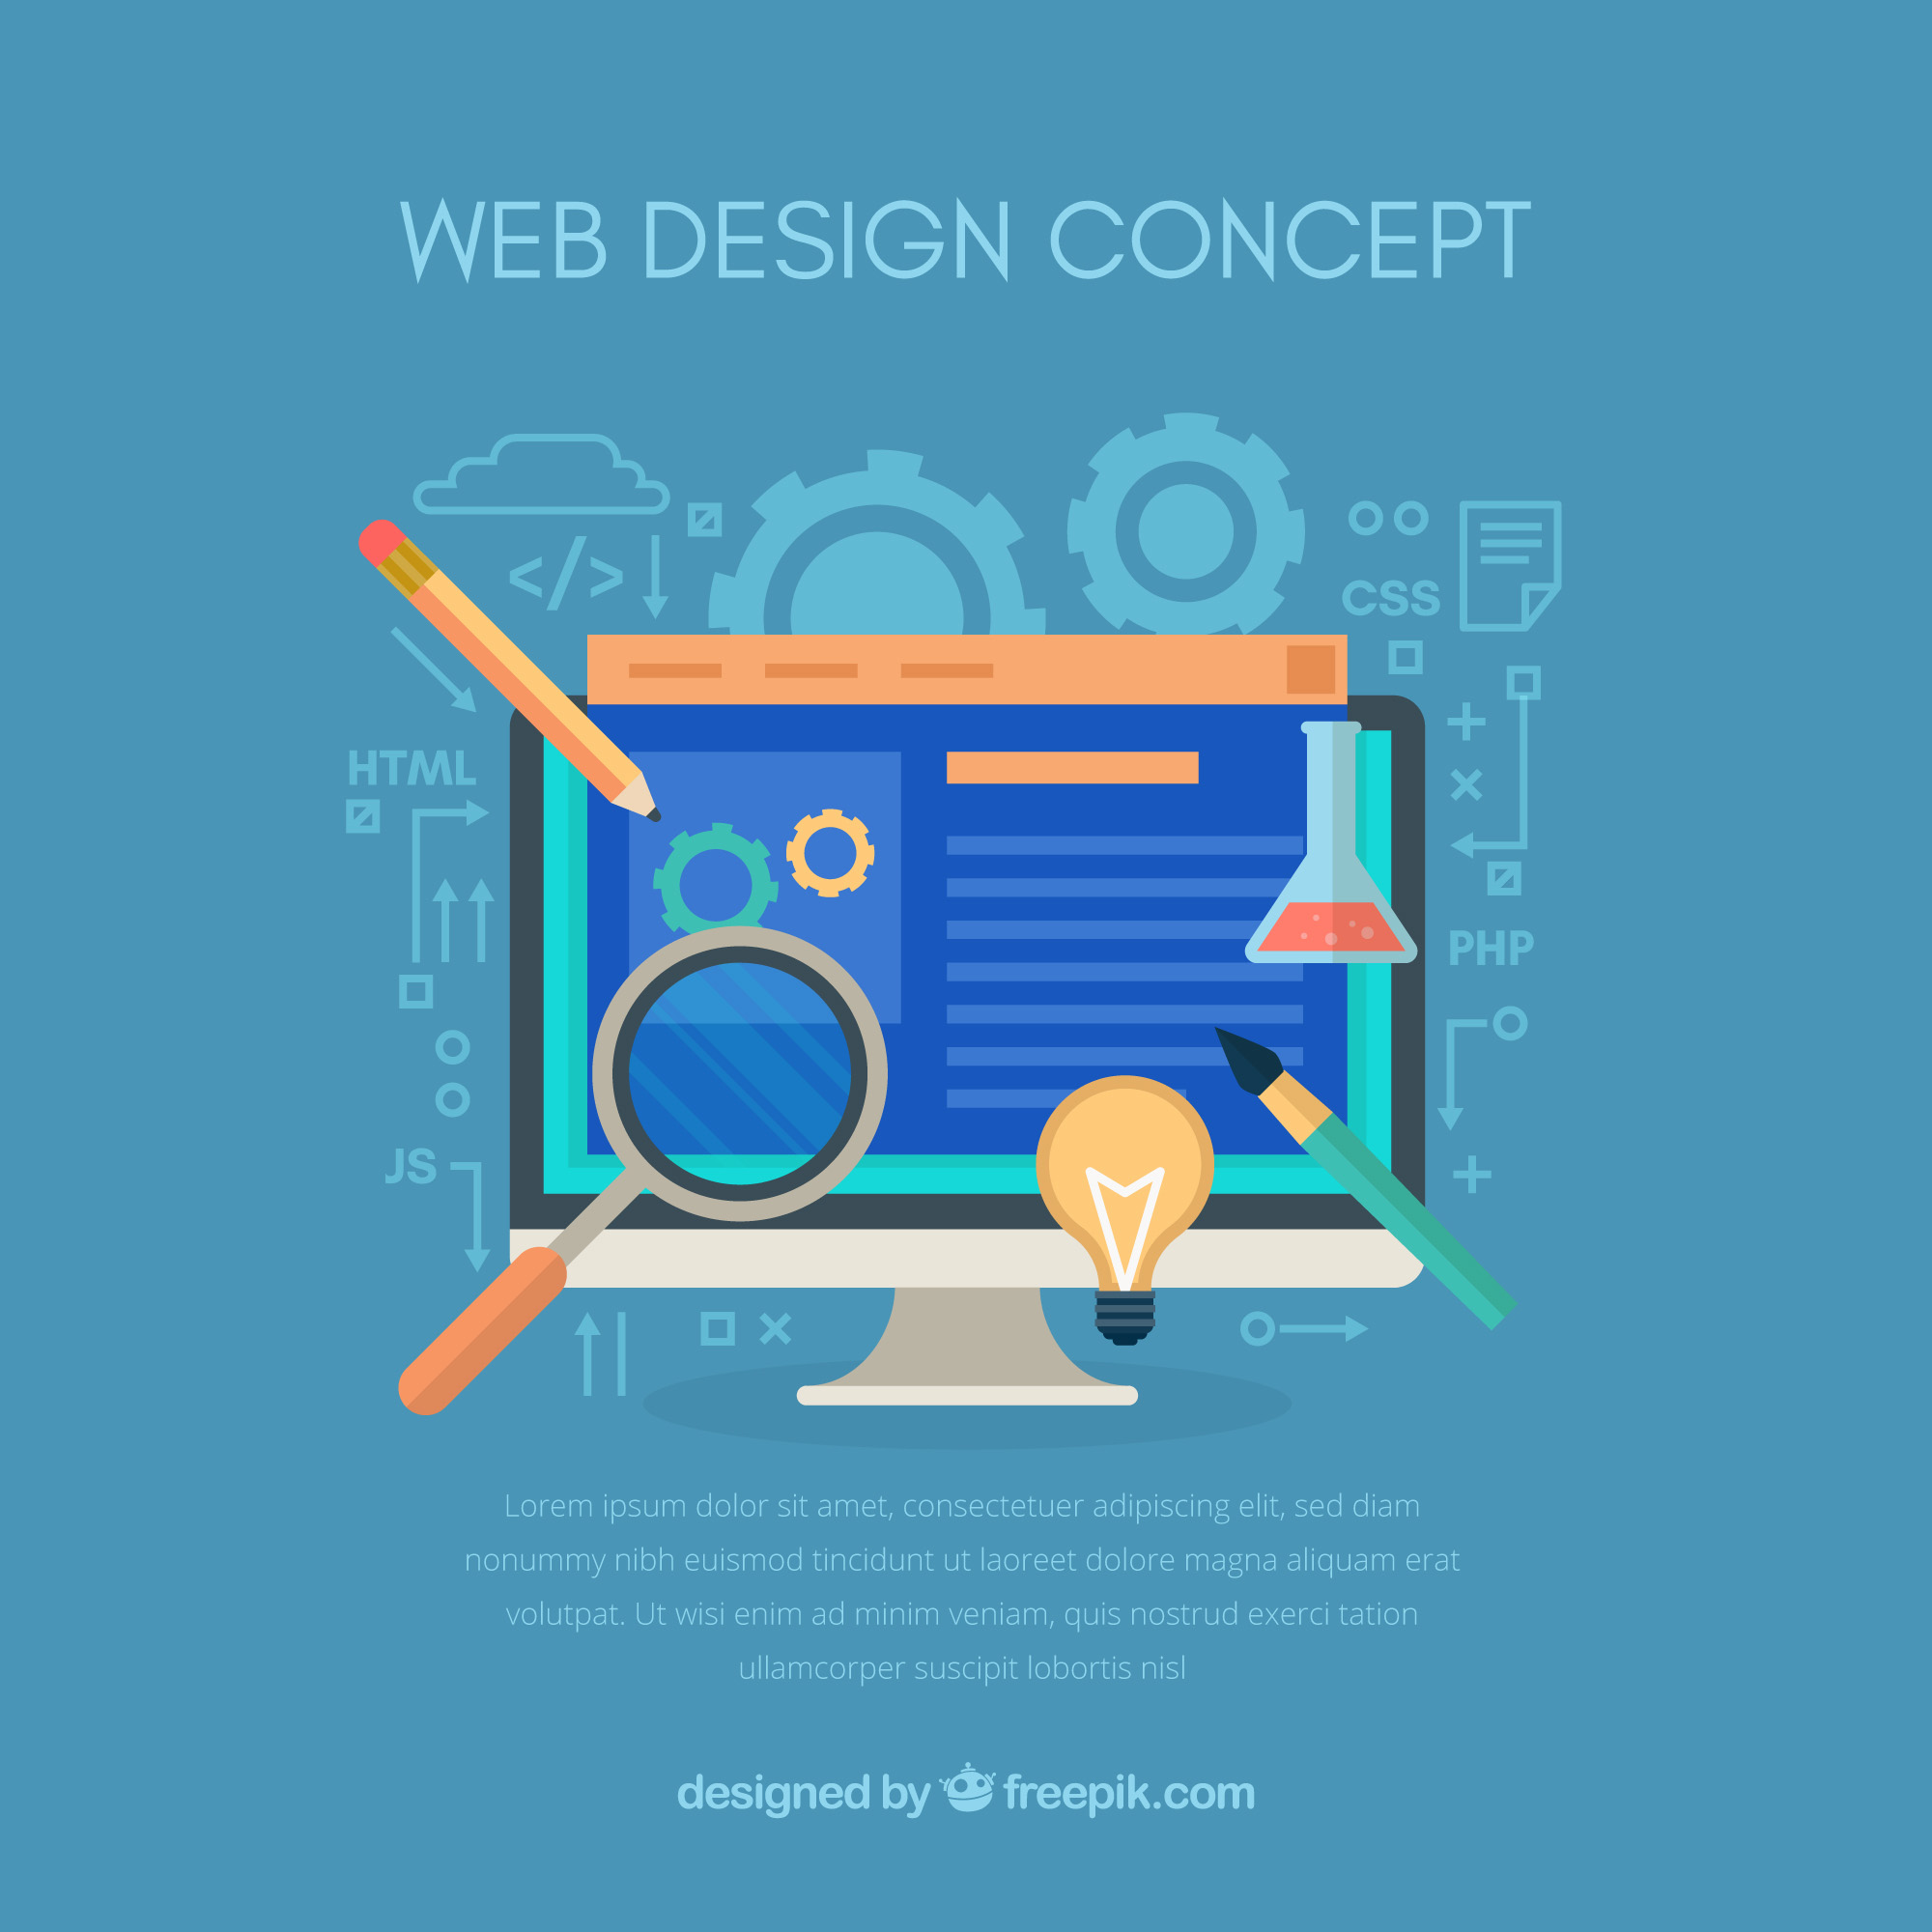 WEB DESIGN CONCEPT
</>
CSS
HTML
PHP
JS
Lorem ipsum dolor sit amet, consectetuer adipiscing elit, sed diam
nonummy nibh euismod tincidunt ut laoreet dolore magna aliquam erat
volutpat. Ut wisi enim ad minim veniam, quis nostrud exerci tation
ullamcorper suscipit lobortis nisl
designed by freepik.com